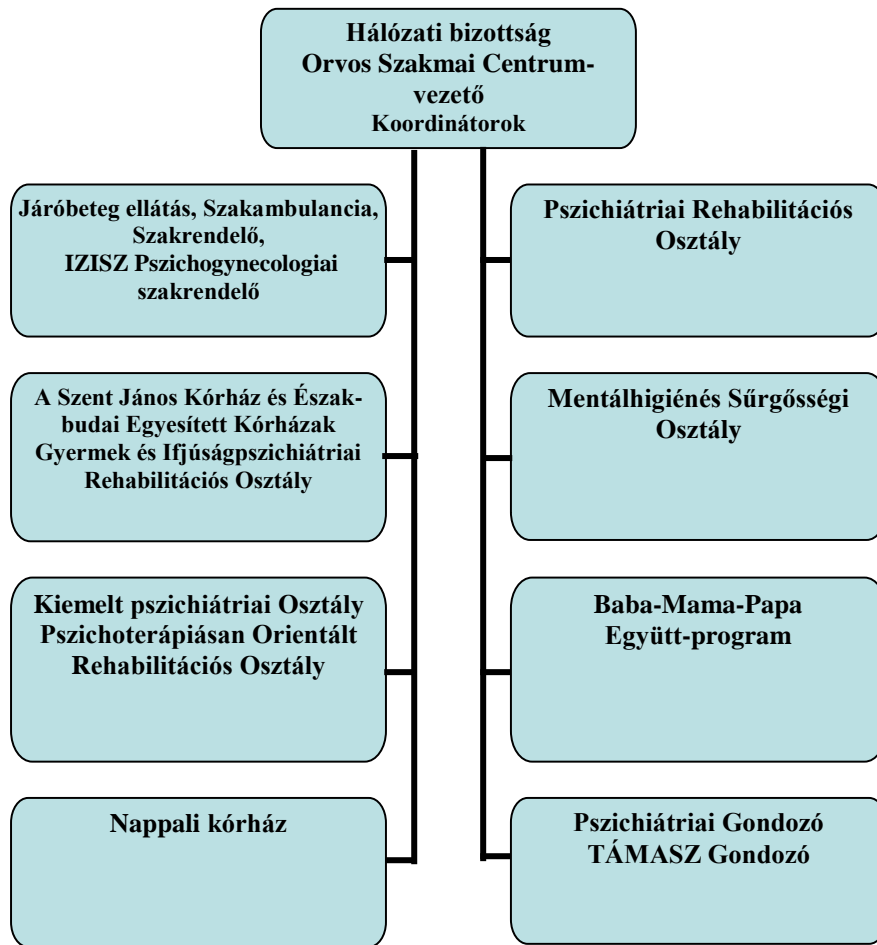 Hálózati bizottság
Orvos Szakmai Centrum-
vezető
Koordinátorok
Járóbeteg ellátás, Szakambulancia,
Szakrendelő,
IZISZ Pszichogynecologiai
szakrendelő
Pszichiátriai Rehabilitációs
Osztály
A Szent János Kórház és Észak-
budai Egyesített Kórházak
Gyermek és Ifjúságpszichiátriai
Rehabilitációs Osztály
Mentálhigiénés Sűrgősségi
Osztály
Kiemelt pszichiátriai Osztály
Pszichoterápiásan Orientált
Rehabilitációs Osztály
Baba-Mama-Papa
Együtt-program
Nappali kórház
Pszichiátriai Gondozó
TÁMASZ Gondozó